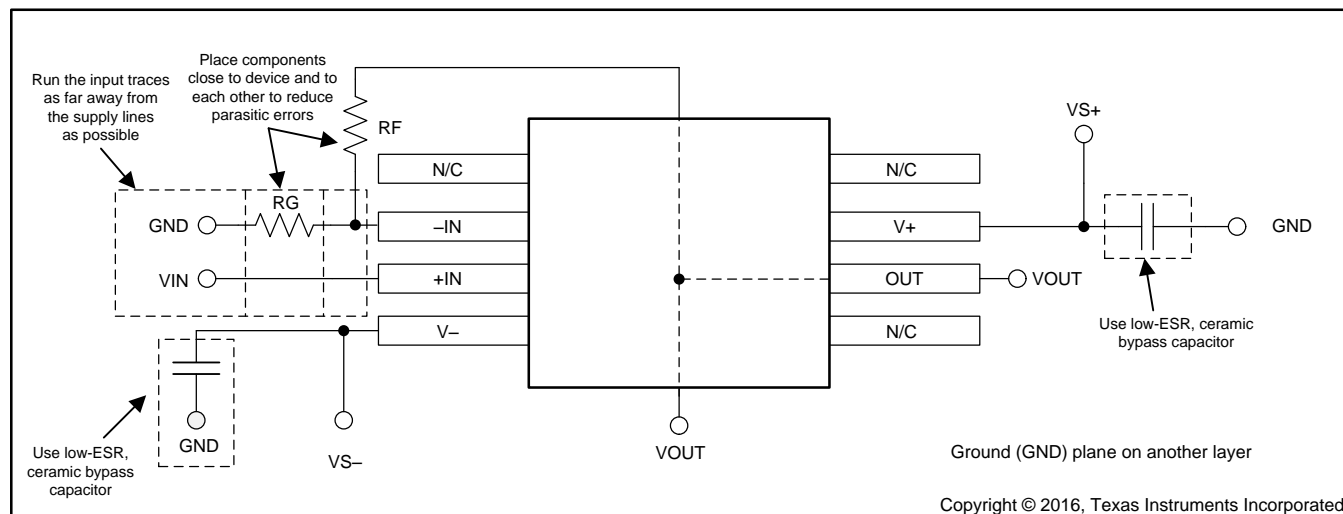 Place components
close to device and to
each other to reduce
parasitic errors
Run the input traces
as far away from
the supply lines
as possible
RF
VS+
N/C
N/C
RG
GND
–IN
V+
GND
VIN
+IN
OUT
VOUT
V–
N/C
Use low-ESR, ceramic
bypass capacitor
GND
VS–
VOUT
Use low-ESR,
ceramic bypass
capacitor
Ground (GND) plane on another layer
Copyright © 2016, Texas Instruments Incorporated